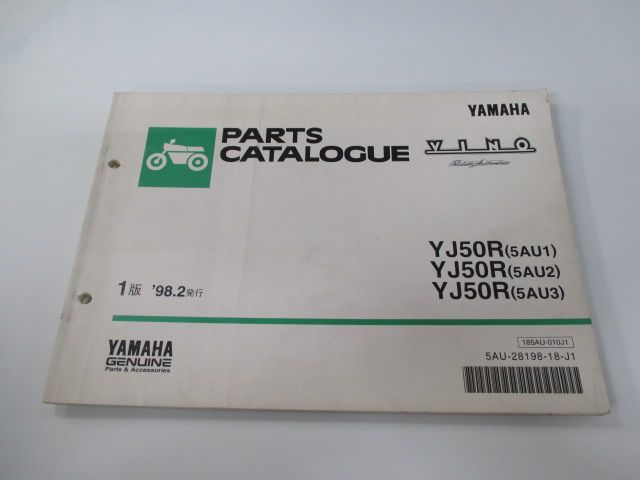 YAMAHA
PARTS
CATALOGUE
VINO
YJ50R(5AU1)
YJ50R(5AU2)
YJ50R(5AU3)
1版 '98.2発行
185AU-010J1
5AU-28198-18-J1
YAMAHA
GENUINE
Parts & Accessories